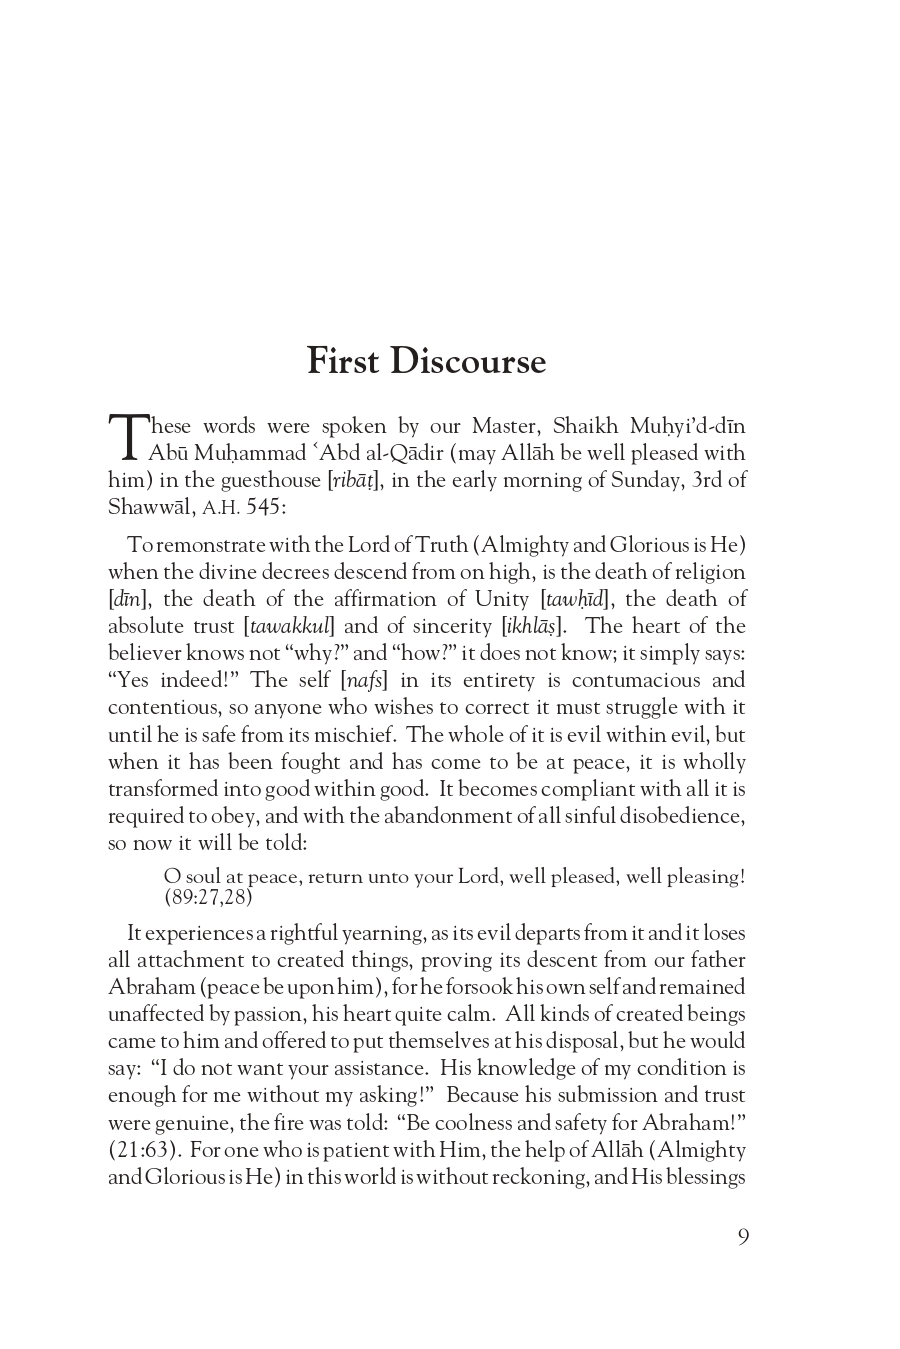 First Discourse
These words were spoken by our Master, Shaikh Muḥyi’d-dīn
Abū Muḥammad ʿAbd al-Qādir (may Allāh be well pleased with
him) in the guesthouse [ribāṭ], in the early morning of Sunday, 3rd of
Shawwāl, A.H. 545:
To remonstrate with the Lord of Truth (Almighty and Glorious is He)
when the divine decrees descend from on high, is the death of religion
[dīn], the death of the affirmation of Unity [tawḥīd], the death of
absolute trust [tawakkul] and of sincerity [ikhlāṣ]. The heart of the
believer knows not “why?” and “how?” it does not know; it simply says:
“Yes indeed!” The self [nafs] in its entirety is contumacious and
contentious, so anyone who wishes to correct it must struggle with it
until he is safe from its mischief. The whole of it is evil within evil, but
when it has been fought and has come to be at peace, it is wholly
transformed into good within good. It becomes compliant with all it is
required to obey, and with the abandonment of all sinful disobedience,
so now it will be told:
O soul at peace, return unto your Lord, well pleased, well pleasing!
(89:27,28)
It experiences a rightful yearning, as its evil departs from it and it loses
all attachment to created things, proving its descent from our father
Abraham (peace be upon him), for he forsook his own self and remained
unaffected by passion, his heart quite calm. All kinds of created beings
came to him and offered to put themselves at his disposal, but he would
say: “I do not want your assistance. His knowledge of my condition is
enough for me without my asking!” Because his submission and trust
were genuine, the fire was told: “Be coolness and safety for Abraham!”
(21:63). For one who is patient with Him, the help of Allāh (Almighty
and Glorious is He) in this world is without reckoning, and His blessings
9